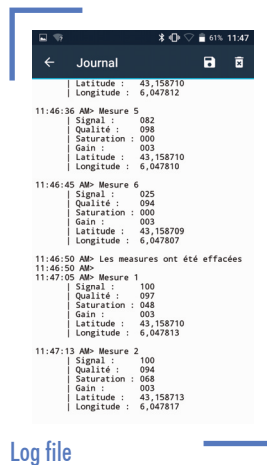 61% 11:47
Journal
| Latitude : 43,158710
| Longitude : 6,047812
11:46:36 AM> Mesure 5
| Signal : 082
| Qualité : 098
| Saturation : 000
| Gain : 003
| Latitude : 43,158710
| Longitude : 6,047810
11:46:45 AM> Mesure 6
| Signal : 025
| Qualité : 094
| Saturation : 000
| Gain : 003
| Latitude : 43,158709
| Longitude : 6,047807
11:46:50 AM> Les measures ont été effacées
11:46:50 AM>
11:47:05 AM> Mesure 1
| Signal : 100
| Qualité : 097
| Saturation : 048
| Gain : 003
| Latitude : 43,158710
| Longitude : 6,047813
11:47:13 AM> Mesure 2
| Signal : 100
| Qualité : 094
| Saturation : 068
| Gain : 003
| Latitude : 43,158713
| Longitude : 6,047817
Log file